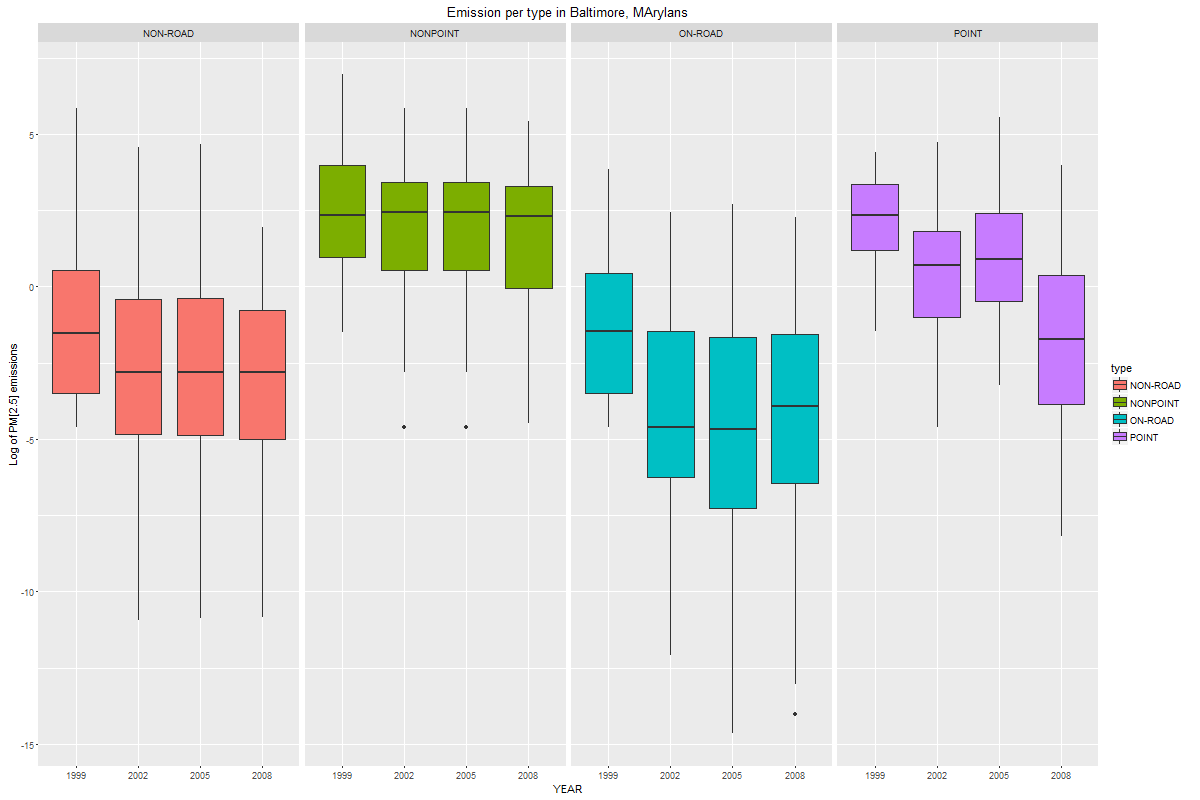 Emission per type in Baltimore, MArylans
NON-ROAD NONPOINT ON-ROAD POINT
Log of PM[2.5] emissions
5
0
-5
-10
-15
1999 2002 2005 2008 1999 2002 2005 2008 1999 2002 2005 2008 1999 2002 2005 2008
YEAR
type
NON-ROAD
NONPOINT
ON-ROAD
POINT